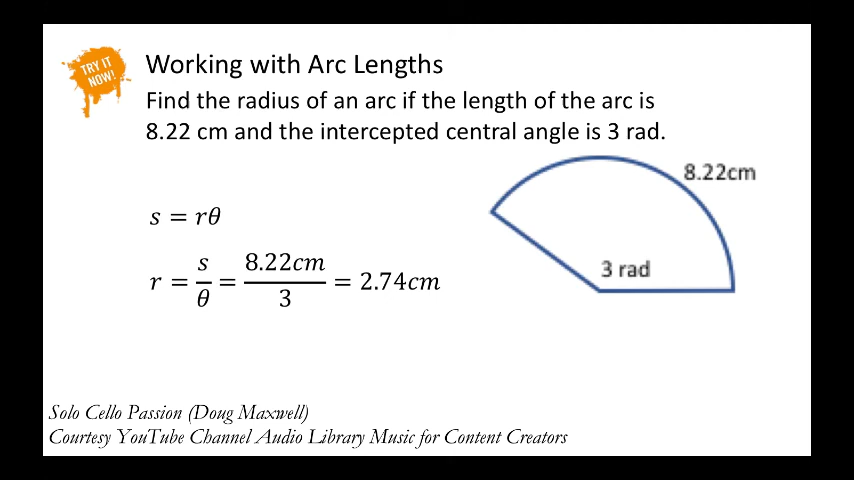 TRY IT
NOW!
Working with Arc Lengths
Find the radius of an arc if the length of the arc is
8.22 cm and the intercepted central angle is 3 rad.
8.22cm
s = rθ
3 rad
r = s/θ = 8.22cm/3 = 2.74cm
Solo Cello Passion (Doug Maxwell)
Courtesy YouTube Channel Audio Library Music for Content Creators